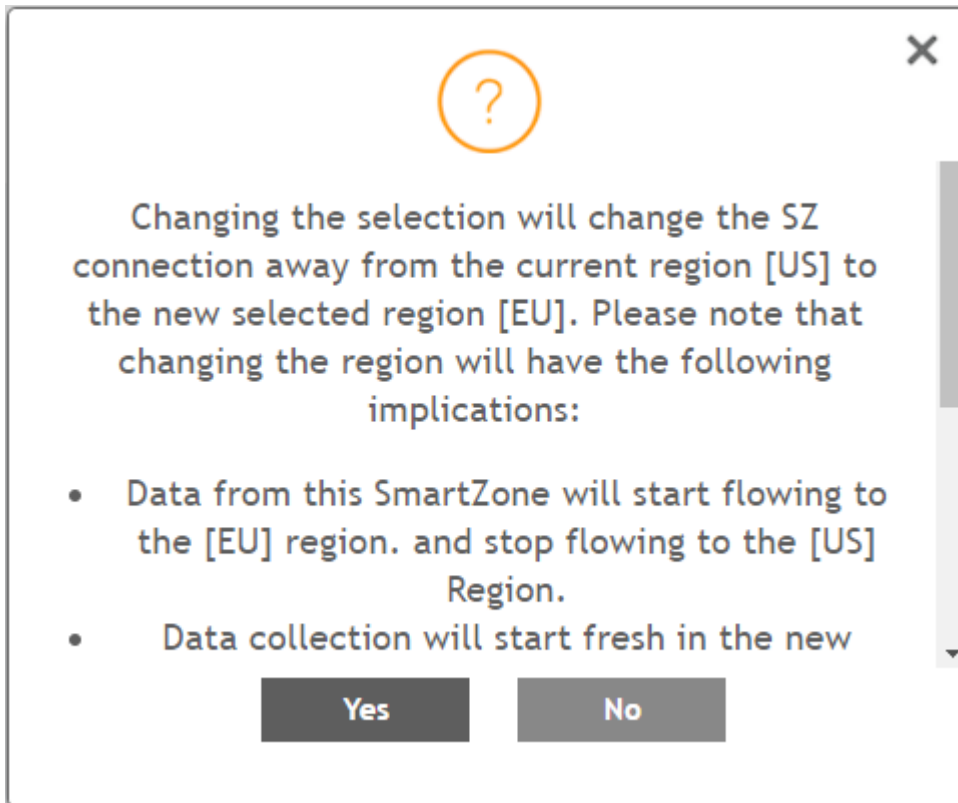 ?
Changing the selection will change the SZ
connection away from the current region [US] to
the new selected region [EU]. Please note that
changing the region will have the following
implications:
• Data from this SmartZone will start flowing to
the [EU] region. and stop flowing to the [US]
Region.
• Data collection will start fresh in the new
Yes No